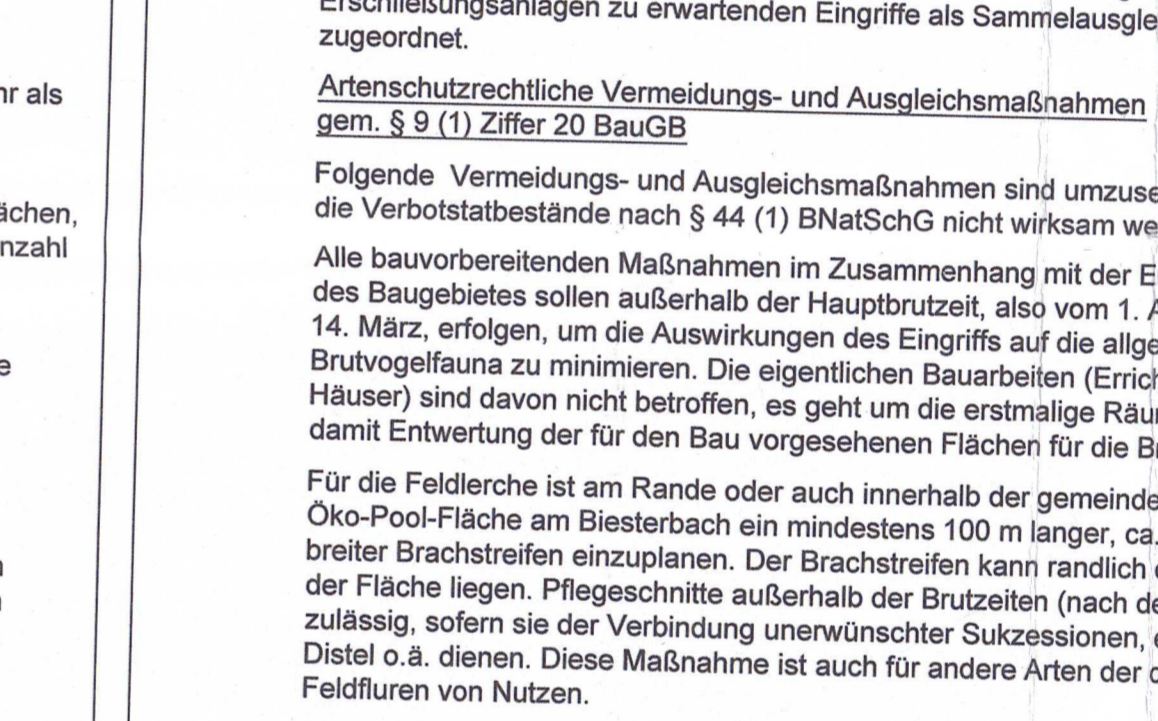 hr als
ächen,
nzahl
e
Erschließungsanlagen zu erwartenden Eingriffe als Sammelausgle
zugeordnet.
Artenschutzrechtliche Vermeidungs- und Ausgleichsmaßnahmen
gem. § 9 (1) Ziffer 20 BauGB
Folgende Vermeidungs- und Ausgleichsmaßnahmen sind umzuse
die Verbotstatbestände nach § 44 (1) BNatSchG nicht wirksam we
Alle bauvorbereitenden Maßnahmen im Zusammenhang mit der E
des Baugebietes sollen außerhalb der Hauptbrutzeit, also vom 1. A
14. März, erfolgen, um die Auswirkungen des Eingriffs auf die allge
Brutvogelfauna zu minimieren. Die eigentlichen Bauarbeiten (Errich
Häuser) sind davon nicht betroffen, es geht um die erstmalige Räu
damit Entwertung der für den Bau vorgesehenen Flächen für die B
Für die Feldlerche ist am Rande oder auch innerhalb der gemeinde
Öko-Pool-Fläche am Biesterbach ein mindestens 100 m langer, ca.
breiter Brachstreifen einzuplanen. Der Brachstreifen kann randlich
der Fläche liegen. Pflegeschnitte außerhalb der Brutzeiten (nach de
zulässig, sofern sie der Verbindung unerwünschter Sukzessionen, e
Distel o.ä. dienen. Diese Maßnahme ist auch für andere Arten der o
Feldfluren von Nutzen.